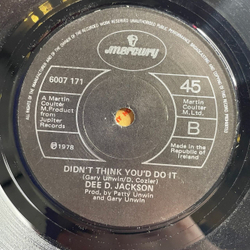 mercury
6007 171
45
A Martin
Coulter
M.Product
from
Jupiter Records
Martin
Coulter
M.Ltd.
B
℗1978
Made in the
Republic of
Ireland
DIDN'T THINK YOU'D DO IT
(Gary Unwin/D. Cozier)
DEE D. JACKSON
Prod. by Patty Unwin
and Gary Unwin